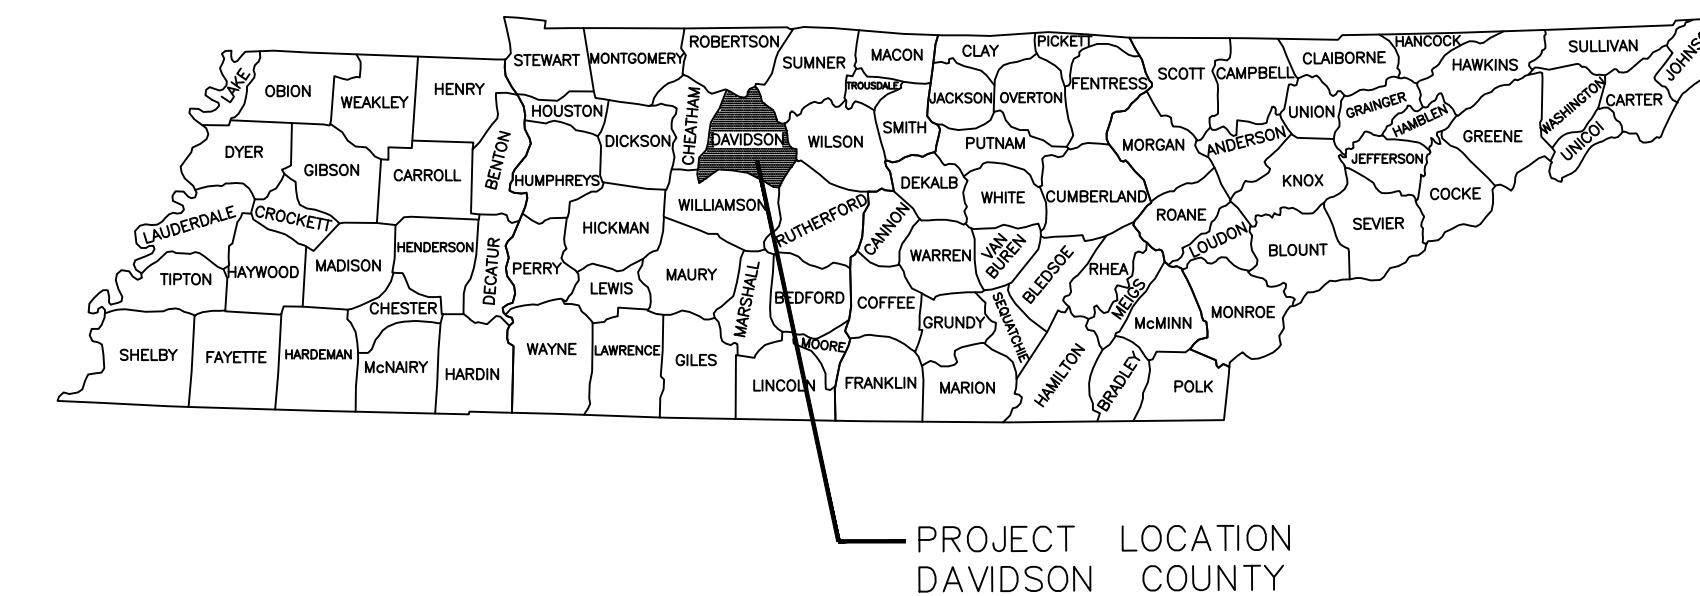 STEWART
MONTGOMERY
ROBERTSON
SUMNER
MACON
CLAY
PICKETT
SCOTT
CAMPBELL
CLAIBORNE
HANCOCK
HAWKINS
SULLIVAN
LAKE
OBION
WEAKLEY
HENRY
HOUSTON
DICKSON
CHEATHAM
DAVIDSON
WILSON
TROUSDALE
SMITH
JACKSON
OVERTON
FENTRESS
PUTNAM
MORGAN
ANDERSON
UNION
GRAINGER
HAMBLEN
GREENE
WASHINGTON
UNICOI
CARTER
DYER
GIBSON
CARROLL
BENTON
HUMPHREYS
HICKMAN
WILLIAMSON
RUTHERFORD
CANNON
DEKALB
WHITE
CUMBERLAND
ROANE
LOUDON
KNOX
BLOUNT
JEFFERSON
SEVIER
COCKE
LAUDERDALE
CROCKETT
TIPTON
HAYWOOD
MADISON
HENDERSON
CHESTER
DECATUR
PERRY
LEWIS
MAURY
MARSHALL
BEDFORD
COFFEE
WARREN
VAN
BUREN
BLEDSOE
RHEA
MEIGS
McMINN
MONROE
SHELBY
FAYETTE
HARDEMAN
McNAIRY
HARDIN
WAYNE
LAWRENCE
GILES
LINCOLN
MOORE
FRANKLIN
GRUNDY
MARION
SEQUATCHIE
HAMILTON
BRADLEY
POLK
PROJECT LOCATION
DAVIDSON COUNTY